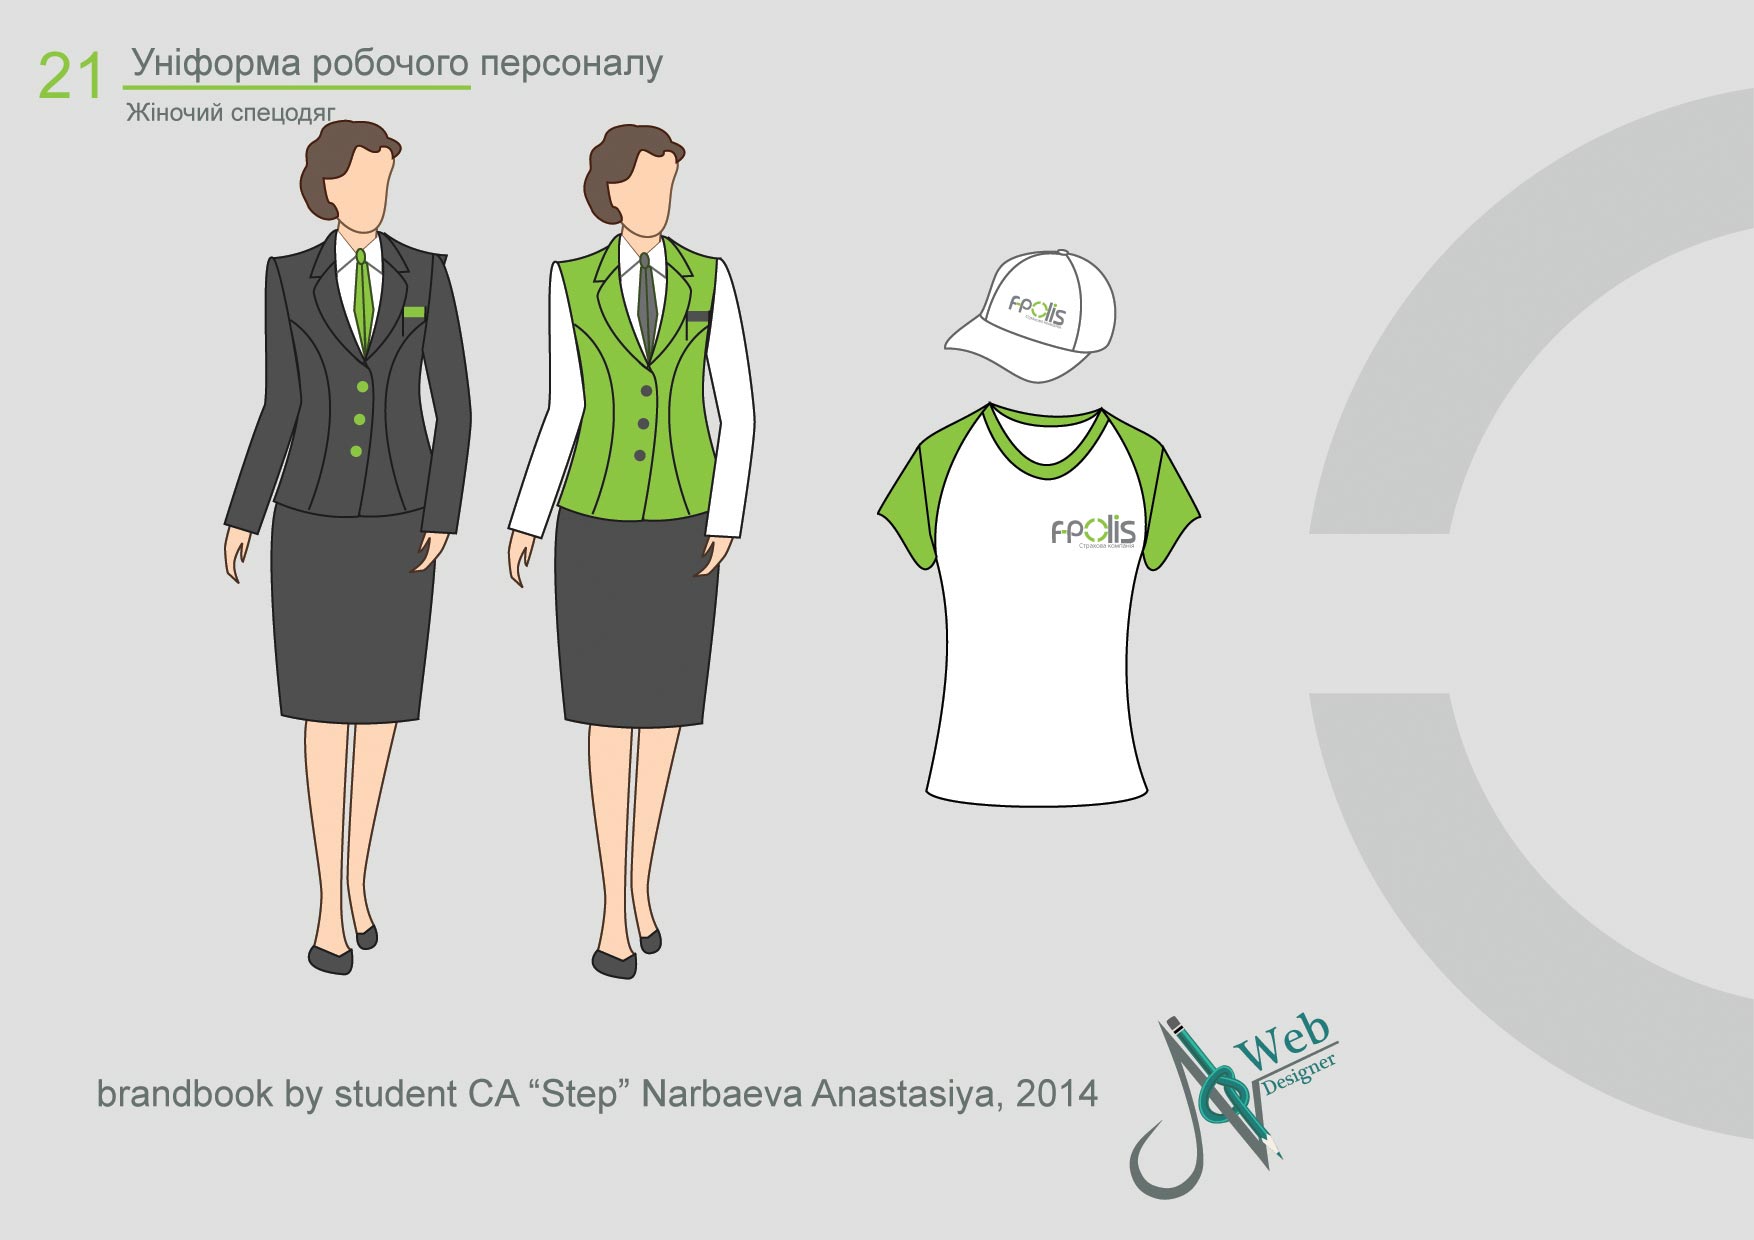 21
Уніформа робочого персоналу
Жіночий спецодяг
F-polis
Страхова компанія
F-polis
Страхова компанія
brandbook by student CA “Step” Narbaeva Anastasiya, 2014
Web
Designer